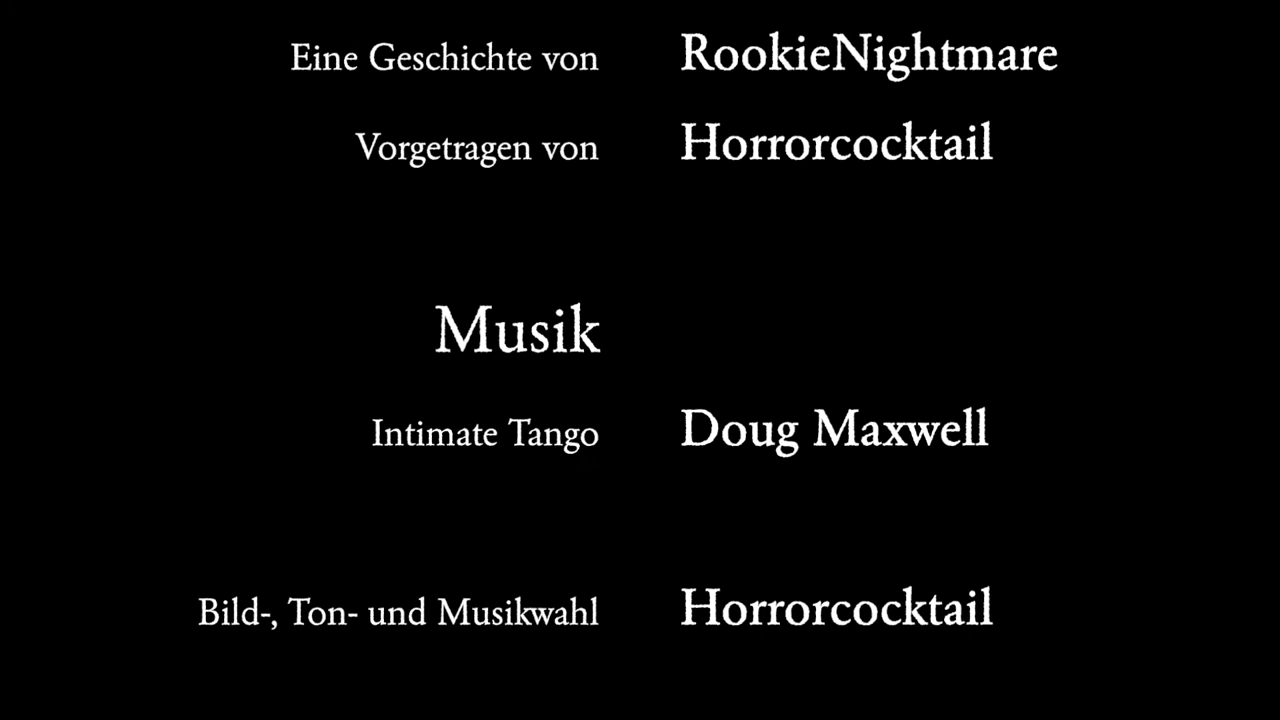 Eine Geschichte von RookieNightmare
Vorgetragen von Horrorcocktail
Musik
Intimate Tango Doug Maxwell
Bild-, Ton- und Musikwahl Horrorcocktail